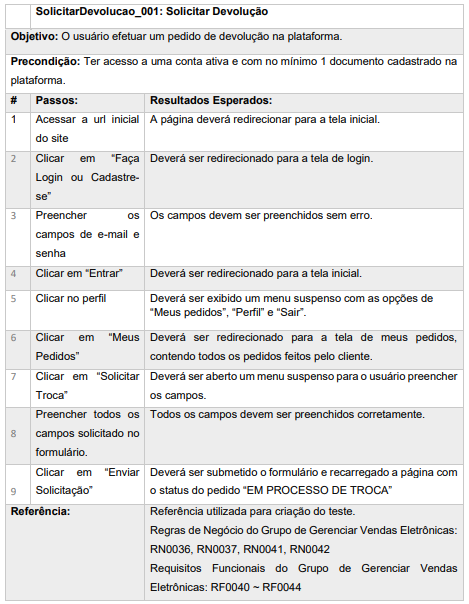 SolicitarDevolucao_001: Solicitar Devolução
Objetivo: O usuário efetuar um pedido de devolução na plataforma.
Precondição: Ter acesso a uma conta ativa e com no mínimo 1 documento cadastrado na
plataforma.
# Passos: Resultados Esperados:
1 Acessar a url inicial A página deverá redirecionar para a tela inicial.
do site
2 Clicar em “Faça Deverá ser redirecionado para a tela de login.
Login ou Cadastre-
se”
3 Preencher os Os campos devem ser preenchidos sem erro.
campos de e-mail e
senha
4 Clicar em “Entrar” Deverá ser redirecionado para a tela inicial.
5 Clicar no perfil Deverá ser exibido um menu suspenso com as opções de
“Meus pedidos”, “Perfil” e “Sair”.
6 Clicar em “Meus Deverá ser redirecionado para a tela de meus pedidos,
Pedidos” contendo todos os pedidos feitos pelo cliente.
7 Clicar em “Solicitar Deverá ser aberto um menu suspenso para o usuário preencher
Troca” os campos.
Preencher todos os Todos os campos devem ser preenchidos corretamente.
8 campos solicitado no
formulário.
Clicar em “Enviar Deverá ser submetido o formulário e recarregado a página com
9 Solicitação” o status do pedido “EM PROCESSO DE TROCA”
Referência: Referência utilizada para criação do teste.
Regras de Negócio do Grupo de Gerenciar Vendas Eletrônicas:
RN0036, RN0037, RN0041, RN0042
Requisitos Funcionais do Grupo de Gerenciar Vendas
Eletrônicas: RF0040 ~ RF0044